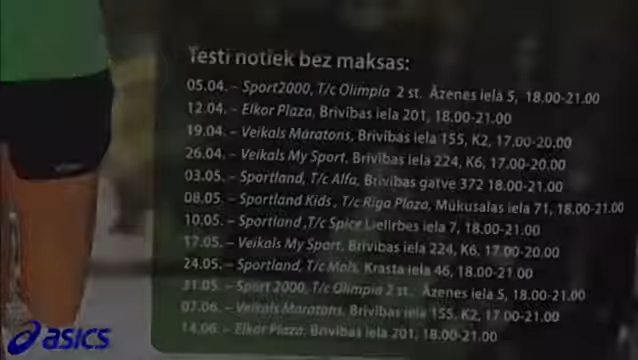 Testi notiek bez maksas:
05.04. – Sport2000, T/c Olimpia 2 st. Āzenes ielā 5, 18.00-21.00
12.04. – Elkor Plaza, Brīvības iela 201, 18.00-21.00
19.04. – Veikals Maratons, Brīvības iela 155, K2, 17.00-20.00
26.04. – Veikals My Sport, Brīvības iela 224, K6, 17.00-20.00
03.05. – Sportland, T/c Alfa, Brīvības gatve 372 18.00-21.00
08.05. – Sportland Kids, T/c Rīga Plaza, Mūkusalas iela 71, 18.00-21.00
10.05. – Sportland ,T/c Spice Lielirbes iela 7, 18.00-21.00
17.05. – Veikals My Sport, Brīvības iela 224, K6, 17.00-20.00
24.05. – Sportland, T/c Mols, Krasta iela 46, 18.00-21.00
31.05. – Sport 2000, T/c Olimpia 2 st. Āzenes iela 5, 18.00-21.00
07.06. – Veikals Maratons, Brīvības iela 155, K2, 17.00-20.00
14.06. – Elkor Plaza, Brīvības iela 201, 18.00-21.00
asics